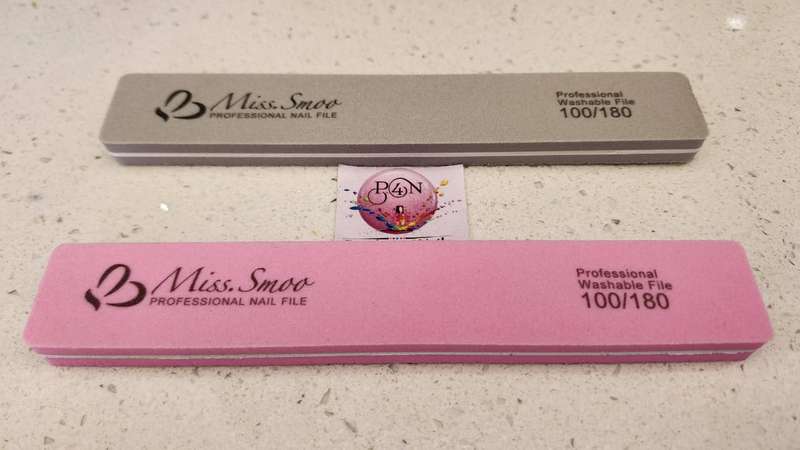 Miss. Smoo
PROFESSIONAL NAIL FILE
Professional
Washable File
100/180
P4N
Miss. Smoo
PROFESSIONAL NAIL FILE
Professional
Washable File
100/180